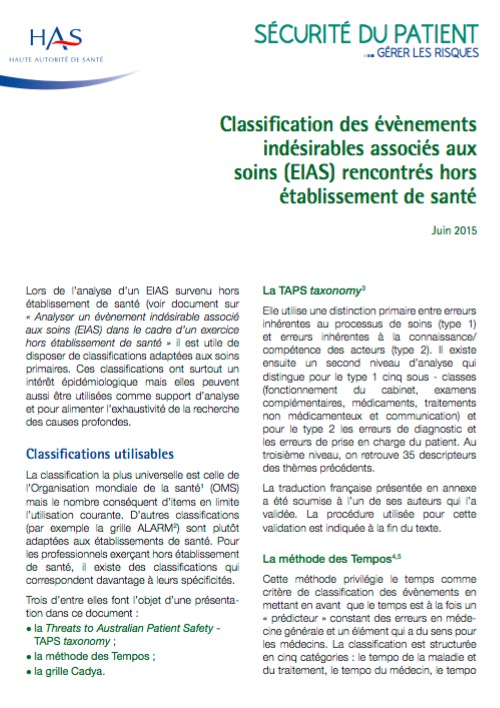 HAS
HAUTE AUTORITÉ DE SANTÉ
SÉCURITÉ DU PATIENT
GÉRER LES RISQUES
Classification des évènements
indésirables associés aux
soins (EIAS) rencontrés hors
établissement de santé
Juin 2015
Lors de l'analyse d'un EIAS survenu hors
établissement de santé (voir document sur
« Analyser un évènement indésirable associé
aux soins (EIAS) dans le cadre d'un exercice
hors établissement de santé » il est utile de
disposer de classifications adaptées aux soins
primaires. Ces classifications ont surtout un
intérêt épidémiologique mais elles peuvent
aussi être utilisées comme support d'analyse
et pour alimenter l'exhaustivité de la recherche
des causes profondes.
Classifications utilisables
La classification la plus universelle est celle de
l'Organisation mondiale de la santé¹ (OMS)
mais le nombre conséquent d'items en limite
l'utilisation courante. D'autres classifications
(par exemple la grille ALARM²) sont plutôt
adaptées aux établissements de santé. Pour
les professionnels exerçant hors établissement
de santé, il existe des classifications qui
correspondent davantage à leurs spécificités.
Trois d'entre elles font l'objet d'une présenta-
tion dans ce document :
● la Threats to Australian Patient Safety -
TAPS taxonomy ;
● la méthode des Tempos ;
● la grille Cadya.
La TAPS taxonomy³
Elle utilise une distinction primaire entre erreurs
inhérentes au processus de soins (type 1)
et erreurs inhérentes à la connaissance/
compétence des acteurs (type 2). Il existe
ensuite un second niveau d'analyse qui
distingue pour le type 1 cinq sous - classes
(fonctionnement du cabinet, examens
complémentaires, médicaments, traitements
non médicamenteux et communication) et
pour le type 2 les erreurs de diagnostic et
les erreurs de prise en charge du patient. Au
troisième niveau, on retrouve 35 descripteurs
des thèmes précédents.
La traduction française présentée en annexe
a été soumise à l'un de ses auteurs qui l'a
validée. La procédure utilisée pour cette
validation est indiquée à la fin du texte.
La méthode des Tempos⁴,⁵
Cette méthode privilégie le temps comme
critère de classification des évènements en
mettant en avant que le temps est à la fois un
« prédicteur » constant des erreurs en méde-
cine générale et un élément qui a du sens pour
les médecins. La classification est structurée
en cinq catégories : le tempo de la maladie et
du traitement, le tempo du médecin, le tempo